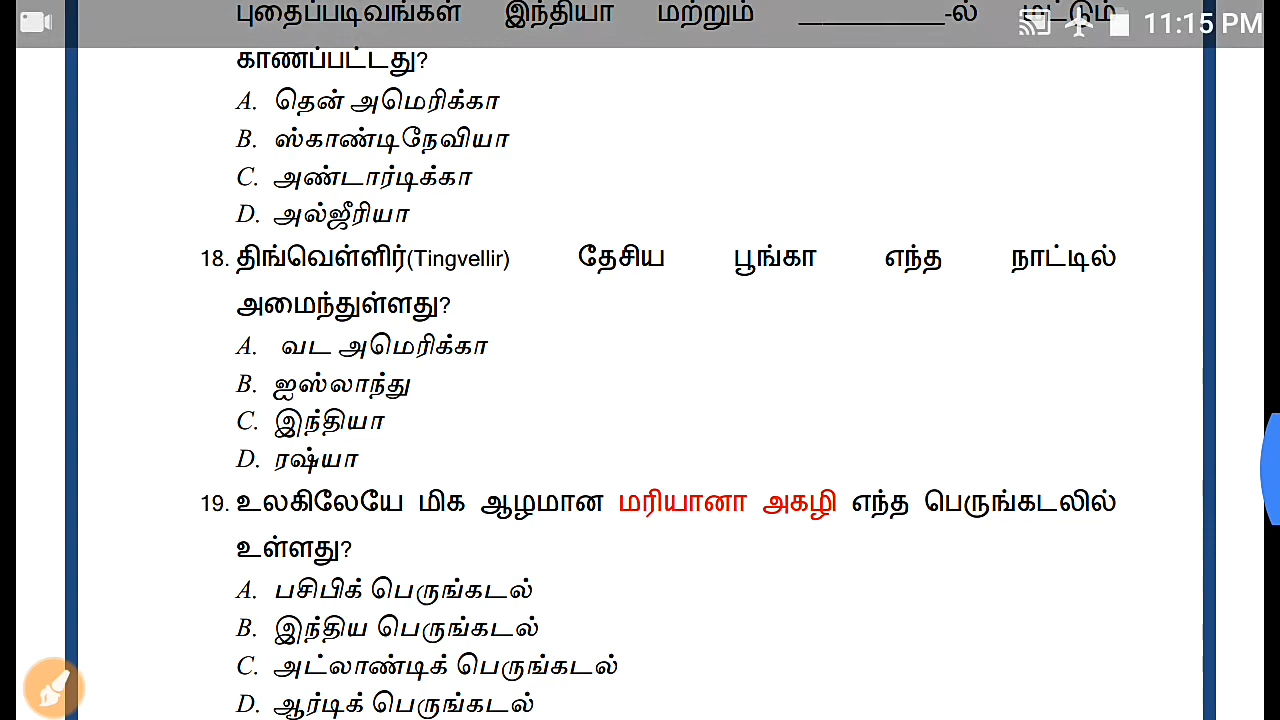 புதைப்படிவங்கள் இந்தியா மற்றும் ___________-ல் மட்டும்
11:15 PM
காணப்பட்டது?
A. தென் அமெரிக்கா
B. ஸ்காண்டிநேவியா
C. அண்டார்டிக்கா
D. அல்ஜீரியா
18. திங்வெள்ளிர்(Tingvellir) தேசிய பூங்கா எந்த நாட்டில்
அமைந்துள்ளது?
A. வட அமெரிக்கா
B. ஐஸ்லாந்து
C. இந்தியா
D. ரஷ்யா
19. உலகிலேயே மிக ஆழமான மரியானா அகழி எந்த பெருங்கடலில்
உள்ளது?
A. பசிபிக் பெருங்கடல்
B. இந்திய பெருங்கடல்
C. அட்லாண்டிக் பெருங்கடல்
D. ஆர்டிக் பெருங்கடல்